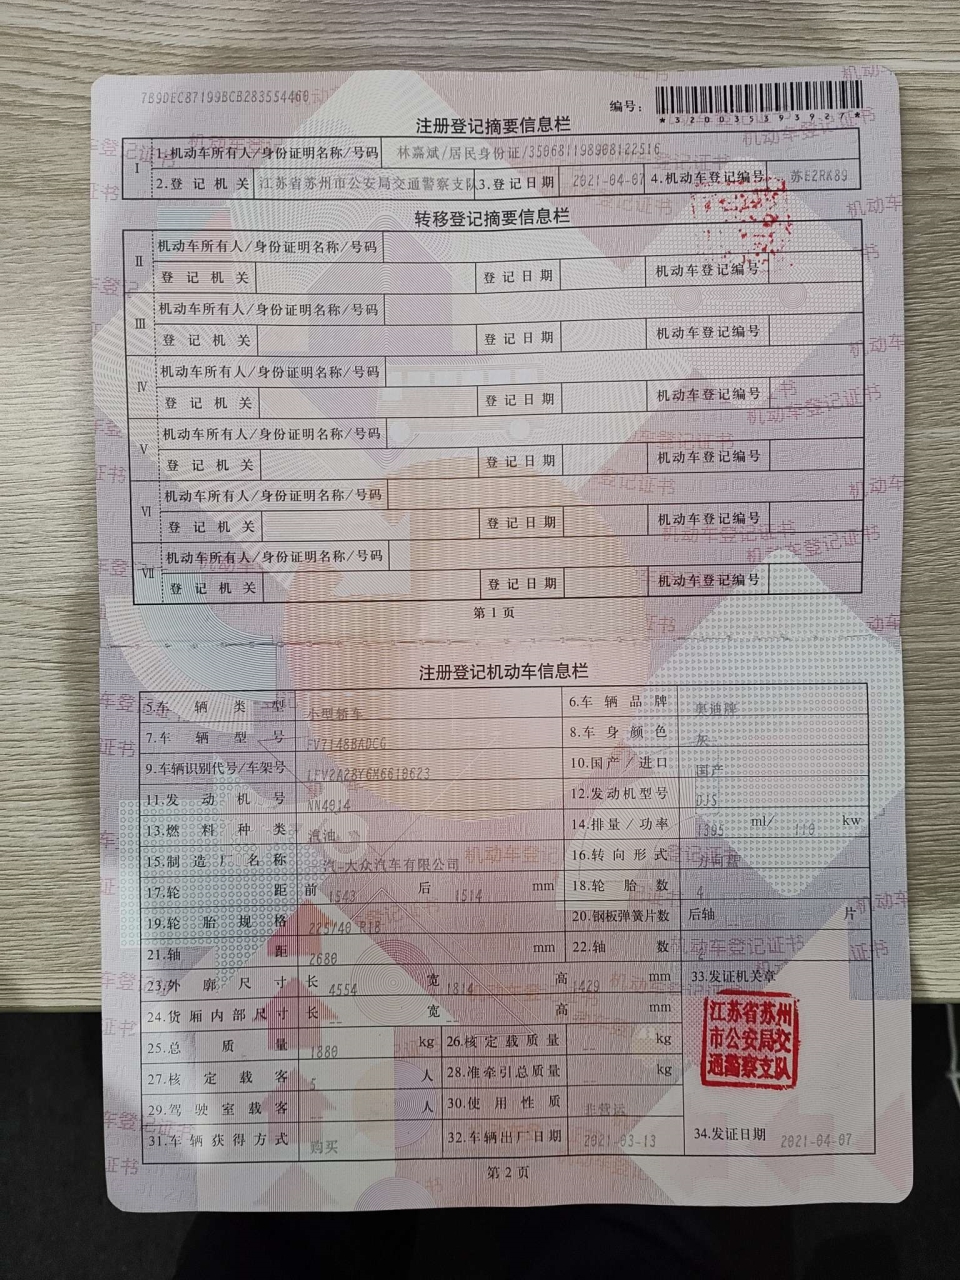 7B9DEC87199BCB283554460
编号：
*320035393927*
注册登记摘要信息栏
Ⅰ 1.机动车所有人/身份证明名称/号码 林嘉斌/居民身份证/350681198908122516
2.登记机关 江苏省苏州市公安局交通警察支队 3.登记日期 2021-04-07 4.机动车登记编号 苏E2RK89
转移登记摘要信息栏
Ⅱ 机动车所有人/身份证明名称/号码
登记机关 登记日期 机动车登记编号
Ⅲ 机动车所有人/身份证明名称/号码
登记机关 登记日期 机动车登记编号
Ⅳ 机动车所有人/身份证明名称/号码
登记机关 登记日期 机动车登记编号
Ⅴ 机动车所有人/身份证明名称/号码
登记机关 登记日期 机动车登记编号
Ⅵ 机动车所有人/身份证明名称/号码
登记机关 登记日期 机动车登记编号
Ⅶ 机动车所有人/身份证明名称/号码
登记机关 登记日期 机动车登记编号
第1页
注册登记机动车信息栏
5.车辆类型 小型轿车 6.车辆品牌 奥迪牌
7.车辆型号 FV7148BADCG 8.车身颜色 灰
9.车辆识别代号/车架号 LFV2A28Y6M6610623 10.国产/进口 国产
11.发动机号 NN4014 12.发动机型号 DJS
13.燃料种类 汽油 14.排量/功率 1395 ml/ 110 kw
15.制造厂名称 一汽-大众汽车有限公司 16.转向形式 方向盘
17.轮距 前 1543 后 1514 mm 18.轮胎数 4
19.轮胎规格 225/40 R18 20.钢板弹簧片数 后轴 片
21.轴距 2680 mm 22.轴数
23.外廓尺寸 长 4554 宽 1814 高 1429 mm 33.发证机关章
24.货厢内部尺寸 长 -- 宽 -- 高 -- mm
江苏省苏州
市公安局交
通警察支队
25.总质量 1880 kg 26.核定载质量 -- kg
27.核定载客 5 人 28.准牵引总质量 -- kg
29.驾驶室载客 -- 人 30.使用性质 非营运
31.车辆获得方式 购买 32.车辆出厂日期 2021-03-13 34.发证日期 2021-04-07
第2页